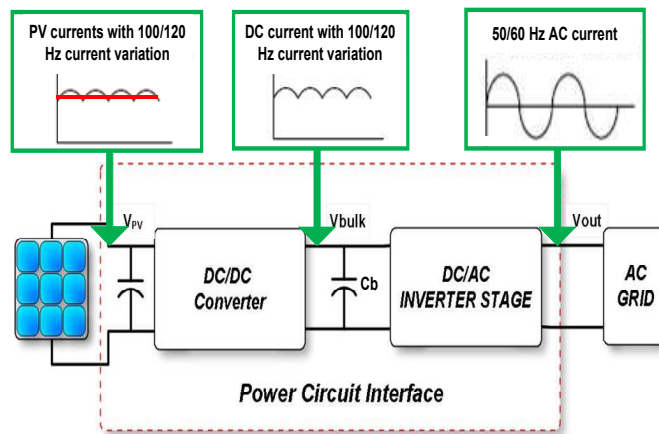 PV currents with 100/120
Hz current variation
DC current with 100/120
Hz current variation
50/60 Hz AC current
VPV
Vbulk
Vout
DC/DC
Converter
Cb
DC/AC
INVERTER STAGE
AC
GRID
Power Circuit Interface